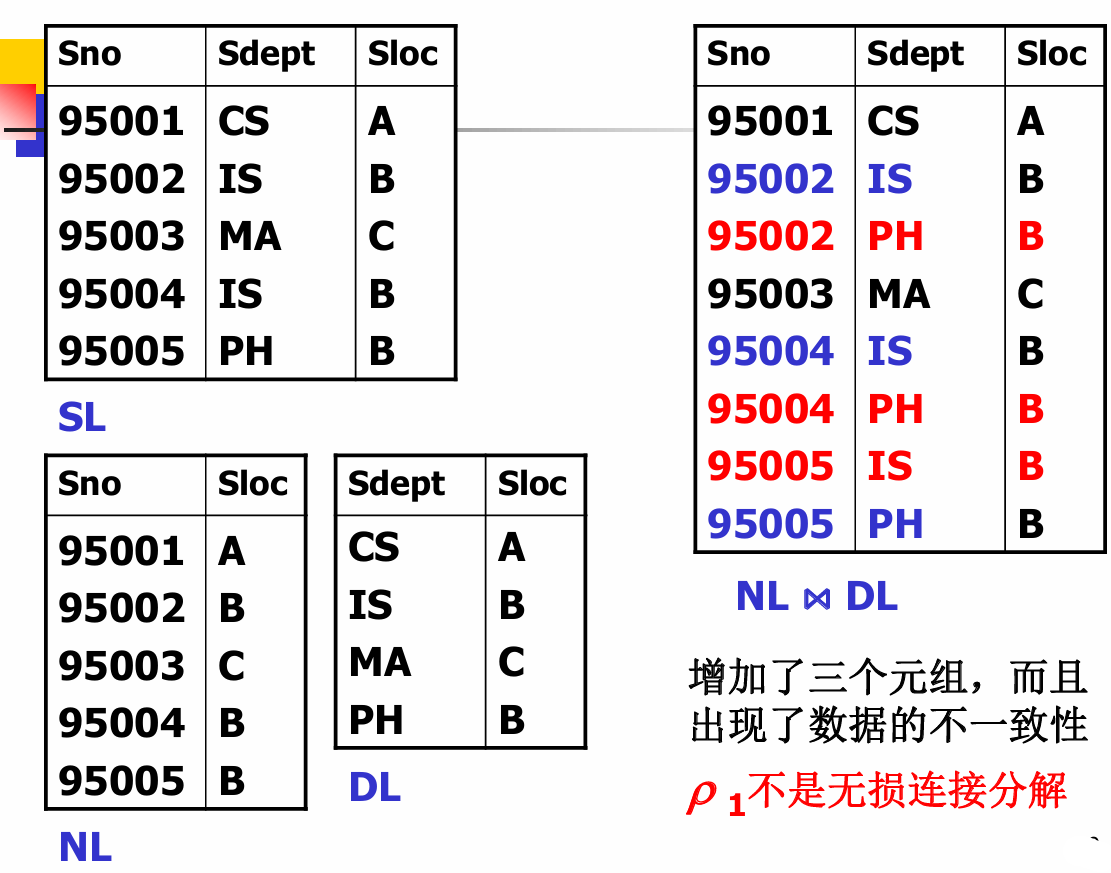 Sno Sdept Sloc
95001 CS A
95002 IS B
95003 MA C
95004 IS B
95005 PH B
SL
Sno Sloc
95001 A
95002 B
95003 C
95004 B
95005 B
NL
Sdept Sloc
CS A
IS B
MA C
PH B
DL
Sno Sdept Sloc
95001 CS A
95002 IS B
95002 PH B
95003 MA C
95004 IS B
95004 PH B
95005 IS B
95005 PH B
NL ⋈ DL
增加了三个元组，而且
出现了数据的不一致性
ρ 1不是无损连接分解